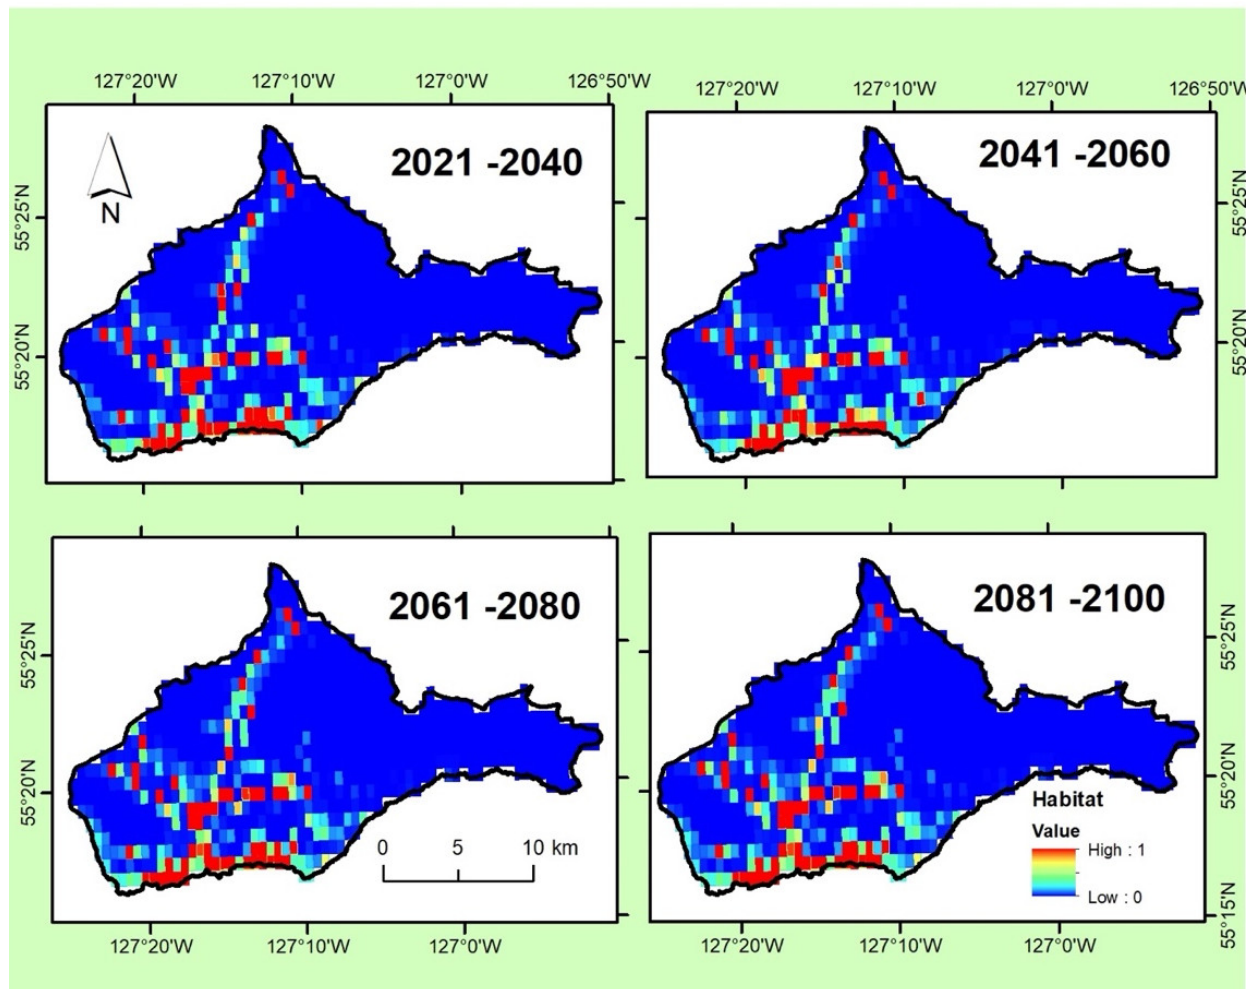 127°20'W 127°10'W 127°0'W 126°50'W
127°20'W 127°10'W 127°0'W 126°50'W
2021 -2040
2041 -2060
N
55°25'N
55°20'N
55°25'N
55°20'N
2061 -2080
2081 -2100
55°25'N
55°20'N
0 5 10 km
Habitat
Value
High : 1
Low : 0
55°25'N
55°20'N
55°15'N
127°20'W 127°10'W 127°0'W
127°20'W 127°10'W 127°0'W